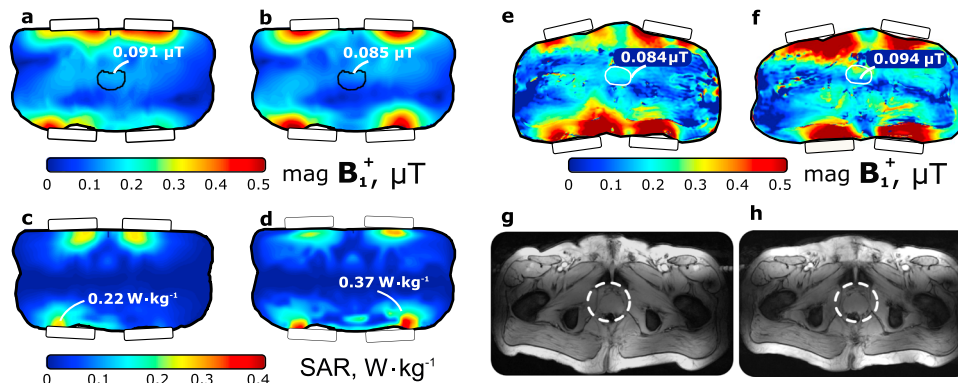 a
b
0.091 µT
0.085 µT
0 0.1 0.2 0.3 0.4 0.5
mag B₁⁺, µT
c
d
0.22 W·kg⁻¹
0.37 W·kg⁻¹
0 0.1 0.2 0.3 0.4
SAR, W·kg⁻¹
e
f
0.084µT
0.094 µT
0 0.1 0.2 0.3 0.4 0.5
mag B₁⁺, µT
g
h